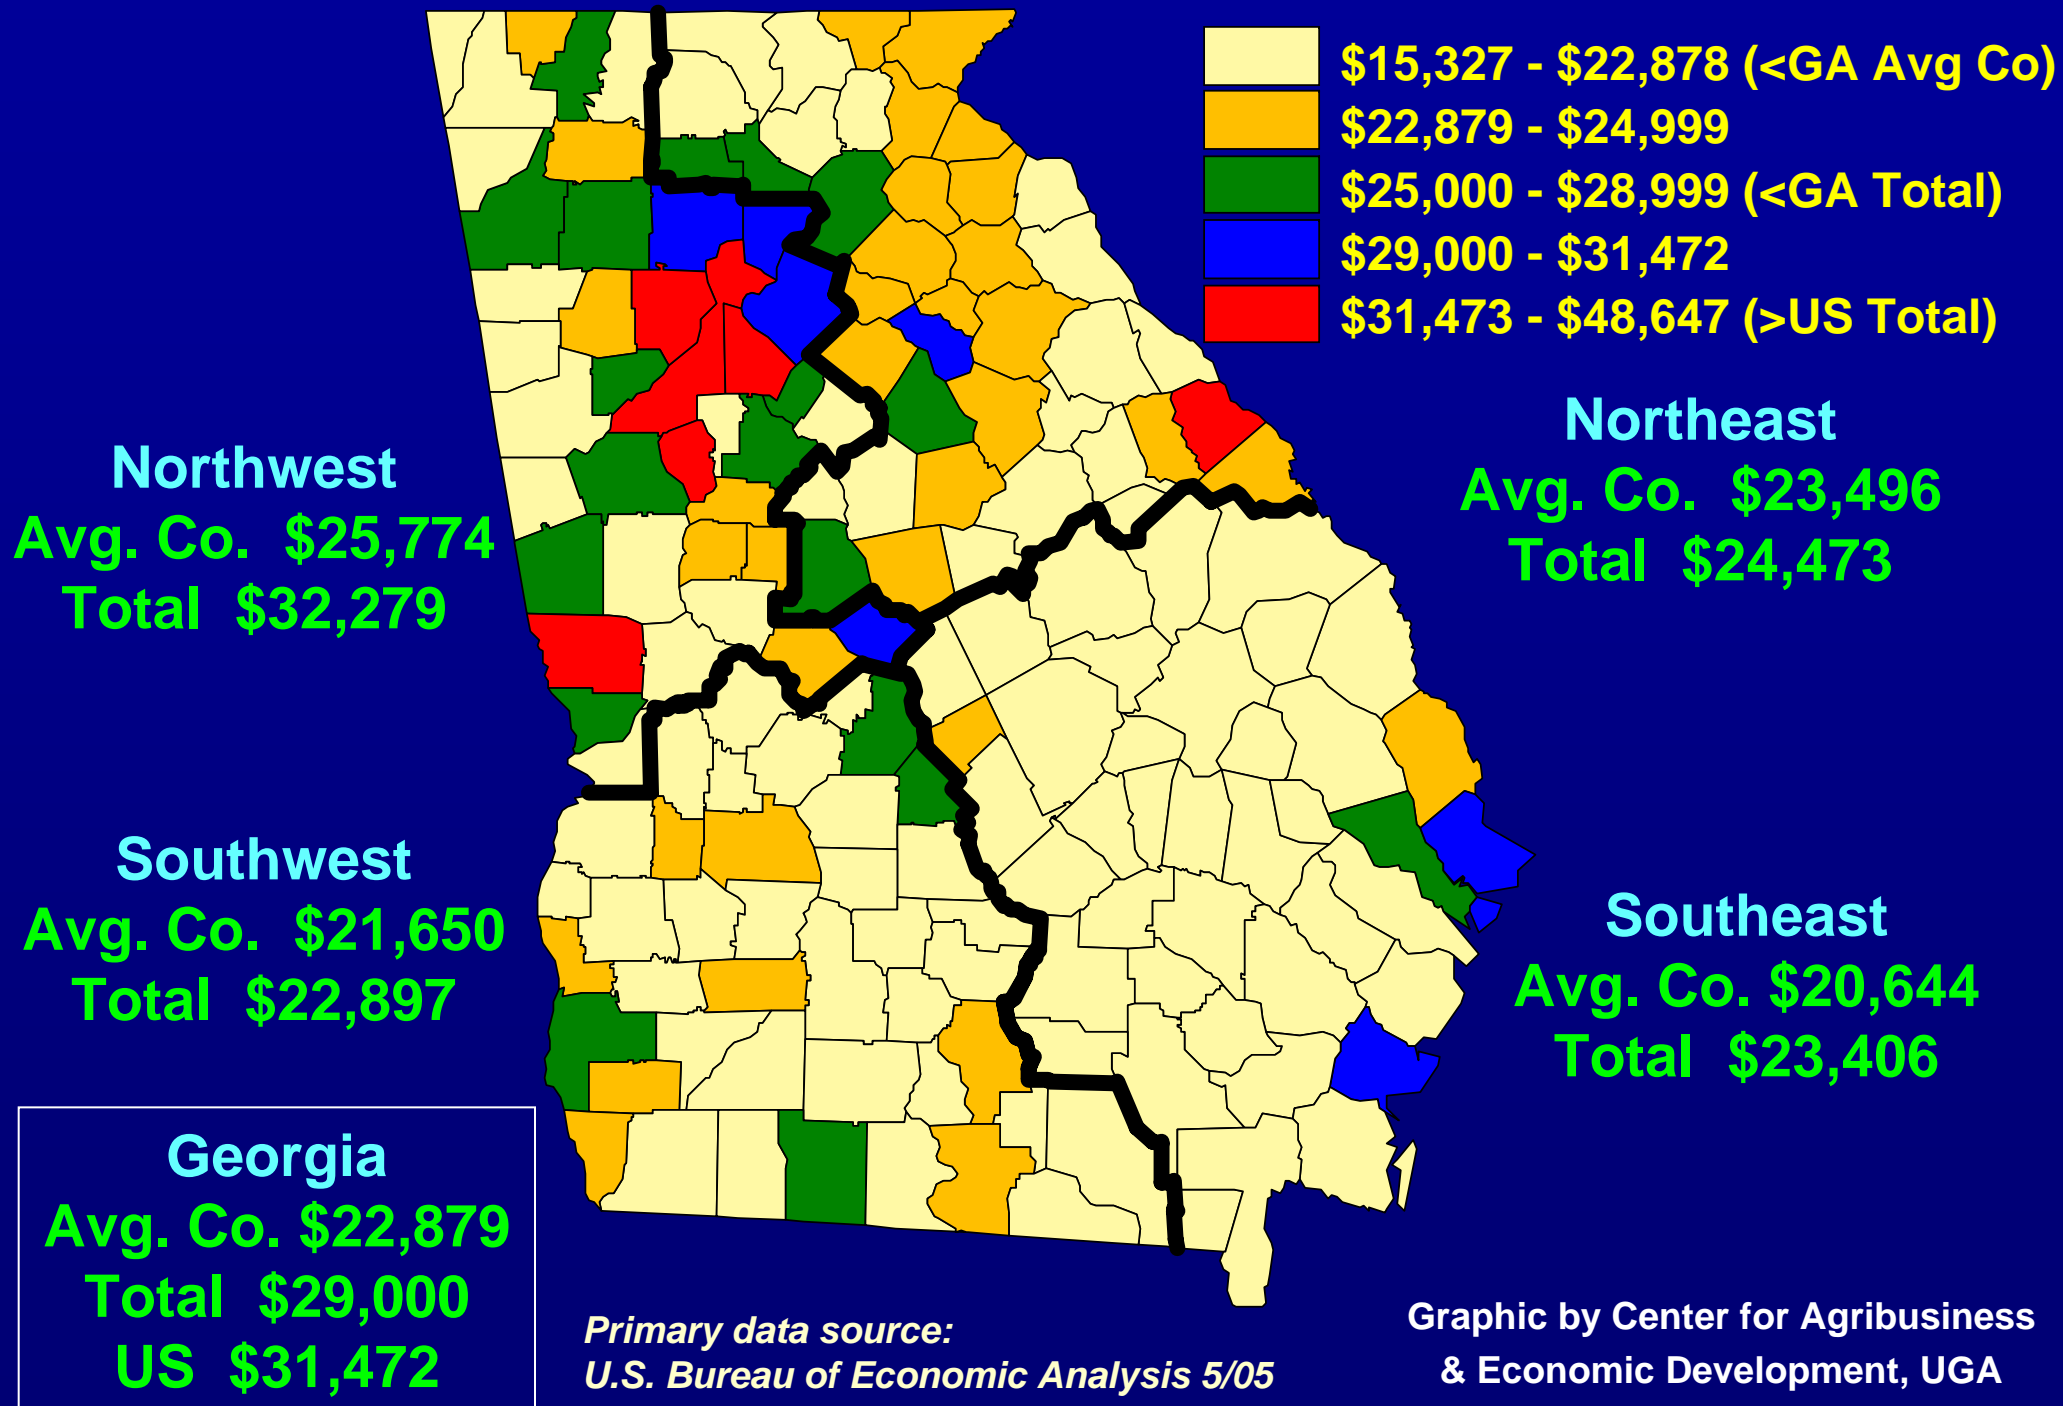 $15,327 - $22,878 (<GA Avg Co)
$22,879 - $24,999
$25,000 - $28,999 (<GA Total)
$29,000 - $31,472
$31,473 - $48,647 (>US Total)
Northwest
Avg. Co. $25,774
Total $32,279
Northeast
Avg. Co. $23,496
Total $24,473
Southwest
Avg. Co. $21,650
Total $22,897
Southeast
Avg. Co. $20,644
Total $23,406
Georgia
Avg. Co. $22,879
Total $29,000
US $31,472
Primary data source:
U.S. Bureau of Economic Analysis 5/05
Graphic by Center for Agribusiness
& Economic Development, UGA